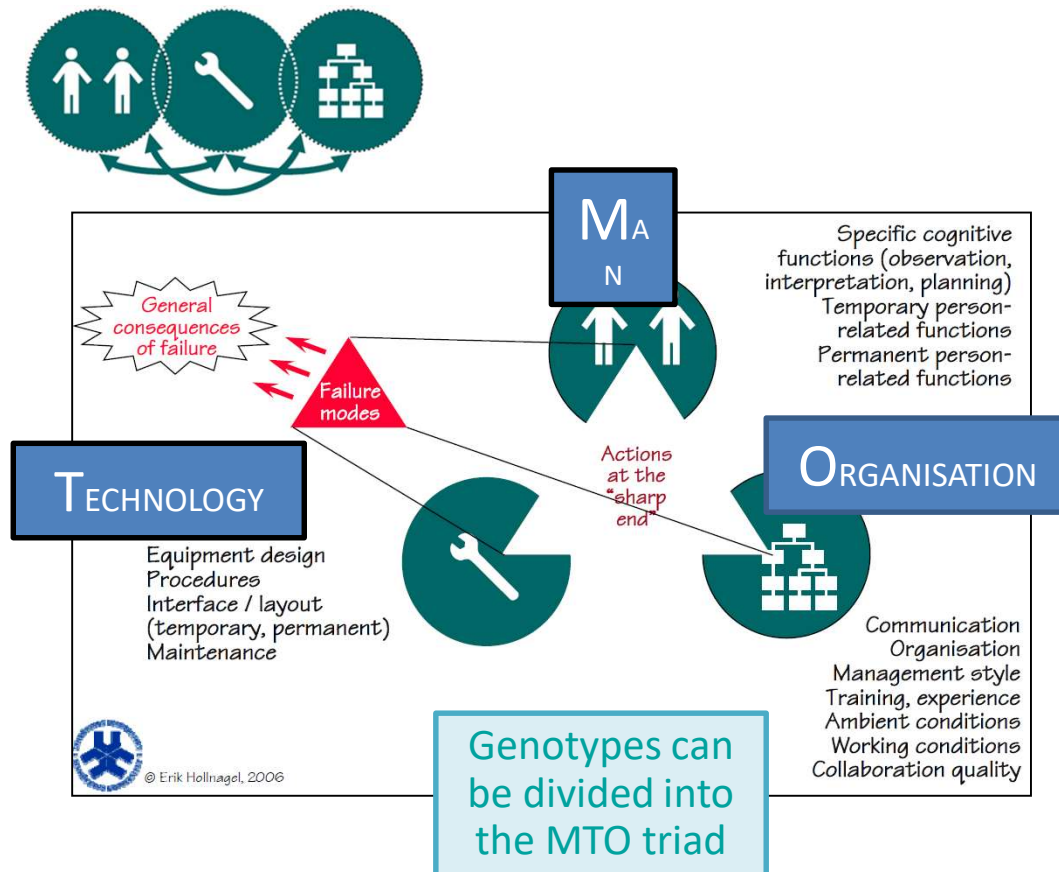 MA
N
Specific cognitive
functions (observation,
interpretation, planning)
Temporary person-
related functions
Permanent person-
related functions
General
consequences
of failure
Failure
modes
Actions
at the
"sharp
end"
TECHNOLOGY
ORGANISATION
Equipment design
Procedures
Interface / layout
(temporary, permanent)
Maintenance
Communication
Organisation
Management style
Training, experience
Ambient conditions
Working conditions
Collaboration quality
© Erik Hollnagel, 2006
Genotypes can
be divided into
the MTO triad